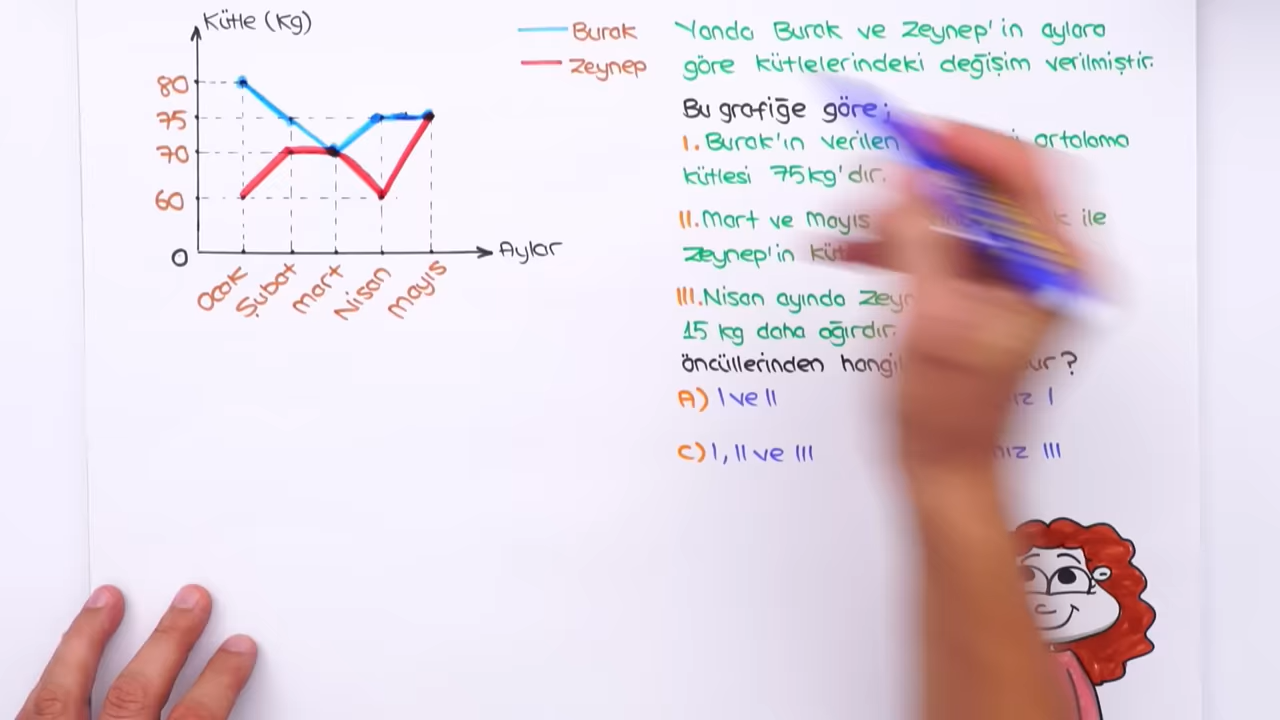 Kütle (Kg)
80
75
70
60
0
Ocak
Şubat
Mart
Nisan
Mayıs
Aylar
Burak
Zeynep
Yanda Burak ve Zeynep'in aylara
göre kütlelerindeki değişim verilmiştir.
Bu grafiğe göre;
I. Burak'ın verilen ortalama
kütlesi 75kg'dır.
II. Mart ve Mayıs ile
Zeynep'in
III. Nisan ayında
15 kg daha ağırdır.
öncüllerinden
A) I ve II
I
C) I, II ve III
III